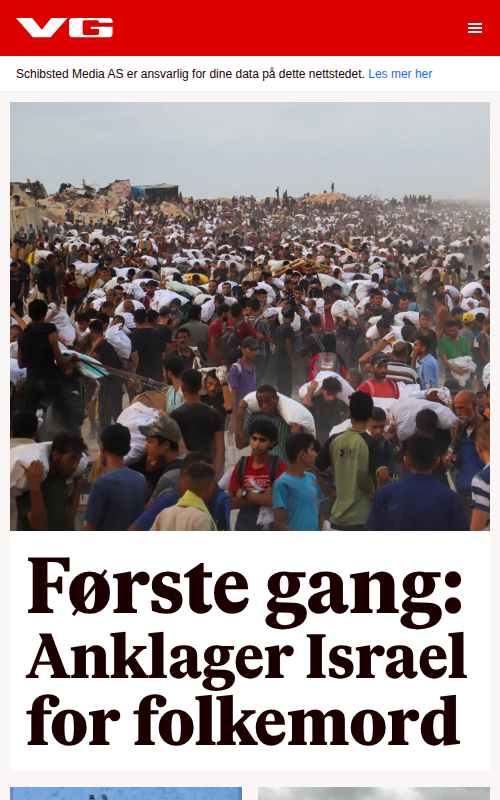 VG
Schibsted Media AS er ansvarlig for dine data på dette nettstedet. Les mer her
Første gang:
Anklager Israel
for folkemord